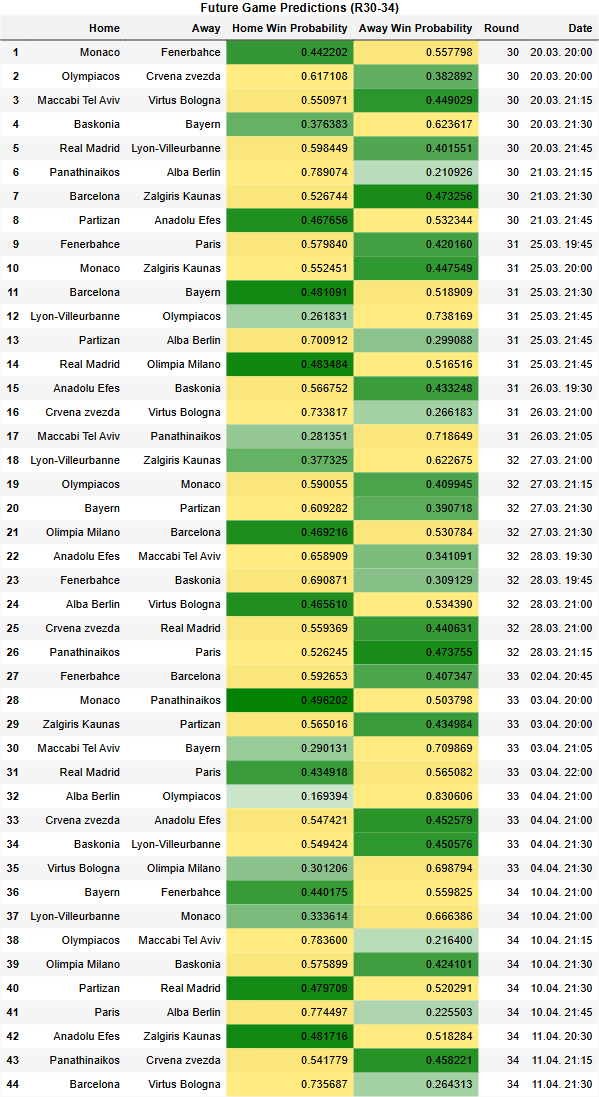 Future Game Predictions (R30-34)
Home Away Home Win Probability Away Win Probability Round Date
1 Monaco Fenerbahce 0.442202 0.557798 30 20.03. 20:00
2 Olympiacos Crvena zvezda 0.617108 0.382892 30 20.03. 20:00
3 Maccabi Tel Aviv Virtus Bologna 0.550971 0.449029 30 20.03. 21:15
4 Baskonia Bayern 0.376383 0.623617 30 20.03. 21:30
5 Real Madrid Lyon-Villeurbanne 0.598449 0.401551 30 20.03. 21:45
6 Panathinaikos Alba Berlin 0.789074 0.210926 30 21.03. 21:15
7 Barcelona Zalgiris Kaunas 0.526744 0.473256 30 21.03. 21:30
8 Partizan Anadolu Efes 0.467656 0.532344 30 21.03. 21:45
9 Fenerbahce Paris 0.579840 0.420160 31 25.03. 19:45
10 Monaco Zalgiris Kaunas 0.552451 0.447549 31 25.03. 20:00
11 Barcelona Bayern 0.481091 0.518909 31 25.03. 21:30
12 Lyon-Villeurbanne Olympiacos 0.261831 0.738169 31 25.03. 21:45
13 Partizan Alba Berlin 0.700912 0.299088 31 25.03. 21:45
14 Real Madrid Olimpia Milano 0.483484 0.516516 31 25.03. 21:45
15 Anadolu Efes Baskonia 0.566752 0.433248 31 26.03. 19:30
16 Crvena zvezda Virtus Bologna 0.733817 0.266183 31 26.03. 21:00
17 Maccabi Tel Aviv Panathinaikos 0.281351 0.718649 31 26.03. 21:05
18 Lyon-Villeurbanne Zalgiris Kaunas 0.377325 0.622675 32 27.03. 21:00
19 Olympiacos Monaco 0.590055 0.409945 32 27.03. 21:15
20 Bayern Partizan 0.609282 0.390718 32 27.03. 21:30
21 Olimpia Milano Barcelona 0.469216 0.530784 32 27.03. 21:30
22 Anadolu Efes Maccabi Tel Aviv 0.658909 0.341091 32 28.03. 19:30
23 Fenerbahce Baskonia 0.690871 0.309129 32 28.03. 19:45
24 Alba Berlin Virtus Bologna 0.465610 0.534390 32 28.03. 21:00
25 Crvena zvezda Real Madrid 0.559369 0.440631 32 28.03. 21:00
26 Panathinaikos Paris 0.526245 0.473755 32 28.03. 21:15
27 Fenerbahce Barcelona 0.592653 0.407347 33 02.04. 20:45
28 Monaco Panathinaikos 0.496202 0.503798 33 03.04. 20:00
29 Zalgiris Kaunas Partizan 0.565016 0.434984 33 03.04. 20:00
30 Maccabi Tel Aviv Bayern 0.290131 0.709869 33 03.04. 21:05
31 Real Madrid Paris 0.434918 0.565082 33 03.04. 22:00
32 Alba Berlin Olympiacos 0.169394 0.830606 33 04.04. 21:00
33 Crvena zvezda Anadolu Efes 0.547421 0.452579 33 04.04. 21:00
34 Baskonia Lyon-Villeurbanne 0.549424 0.450576 33 04.04. 21:30
35 Virtus Bologna Olimpia Milano 0.301206 0.698794 33 04.04. 21:30
36 Bayern Fenerbahce 0.440175 0.559825 34 10.04. 21:00
37 Lyon-Villeurbanne Monaco 0.333614 0.666386 34 10.04. 21:00
38 Olympiacos Maccabi Tel Aviv 0.783600 0.216400 34 10.04. 21:15
39 Olimpia Milano Baskonia 0.575899 0.424101 34 10.04. 21:30
40 Partizan Real Madrid 0.479709 0.520291 34 10.04. 21:30
41 Paris Alba Berlin 0.774497 0.225503 34 10.04. 21:45
42 Anadolu Efes Zalgiris Kaunas 0.481716 0.518284 34 11.04. 20:30
43 Panathinaikos Crvena zvezda 0.541779 0.458221 34 11.04. 21:15
44 Barcelona Virtus Bologna 0.735687 0.264313 34 11.04. 21:30